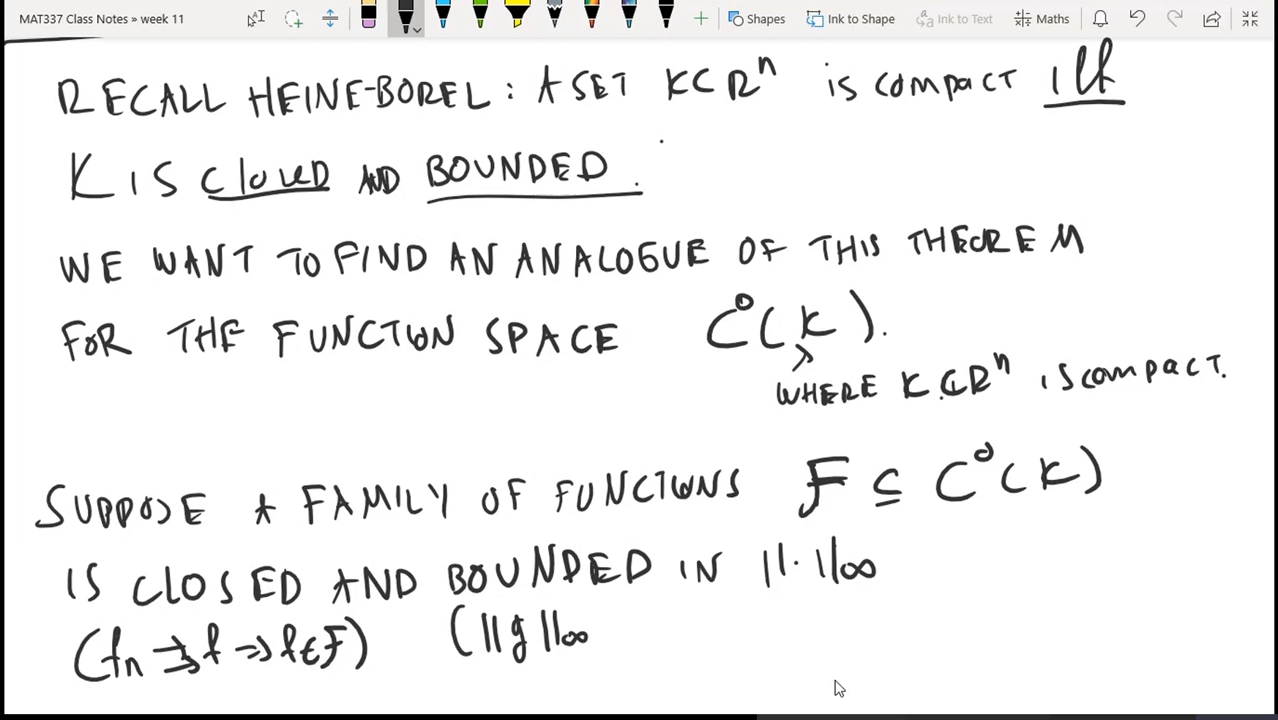 MAT337 Class Notes » week 11
Shapes Ink to Shape Ink to Text Maths
RECALL HEINE-BOREL: A SET K⊂Rⁿ is compact iff
K IS CLOSED AND BOUNDED.
WE WANT TO FIND AN ANALOGUE OF THIS THEOREM
FOR THE FUNCTION SPACE C⁰(K).
WHERE K⊂Rⁿ is compact.
SUPPOSE A FAMILY OF FUNCTIONS F ⊆ C⁰(K)
IS CLOSED AND BOUNDED IN ||·||∞
(fn ⇉ f => f∈F) (||g||∞